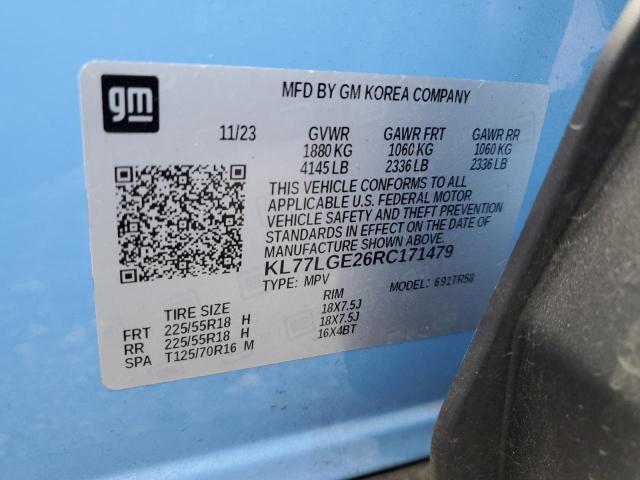 gm
MFD BY GM KOREA COMPANY
11/23 GVWR GAWR FRT GAWR RR
1880 KG 1060 KG 1060 KG
4145 LB 2336 LB 2336 LB
THIS VEHICLE CONFORMS TO ALL
APPLICABLE U.S. FEDERAL MOTOR
VEHICLE SAFETY AND THEFT PREVENTION
STANDARDS IN EFFECT ON DATE OF
MANUFACTURE SHOWN ABOVE.
KL77LGE26RC171479
TYPE: MPV MODEL: 691TR58
TIRE SIZE RIM
FRT 225/55R18 H 18X7.5J
RR 225/55R18 H 18X7.5J
SPA T125/70R16 M 16X4BT